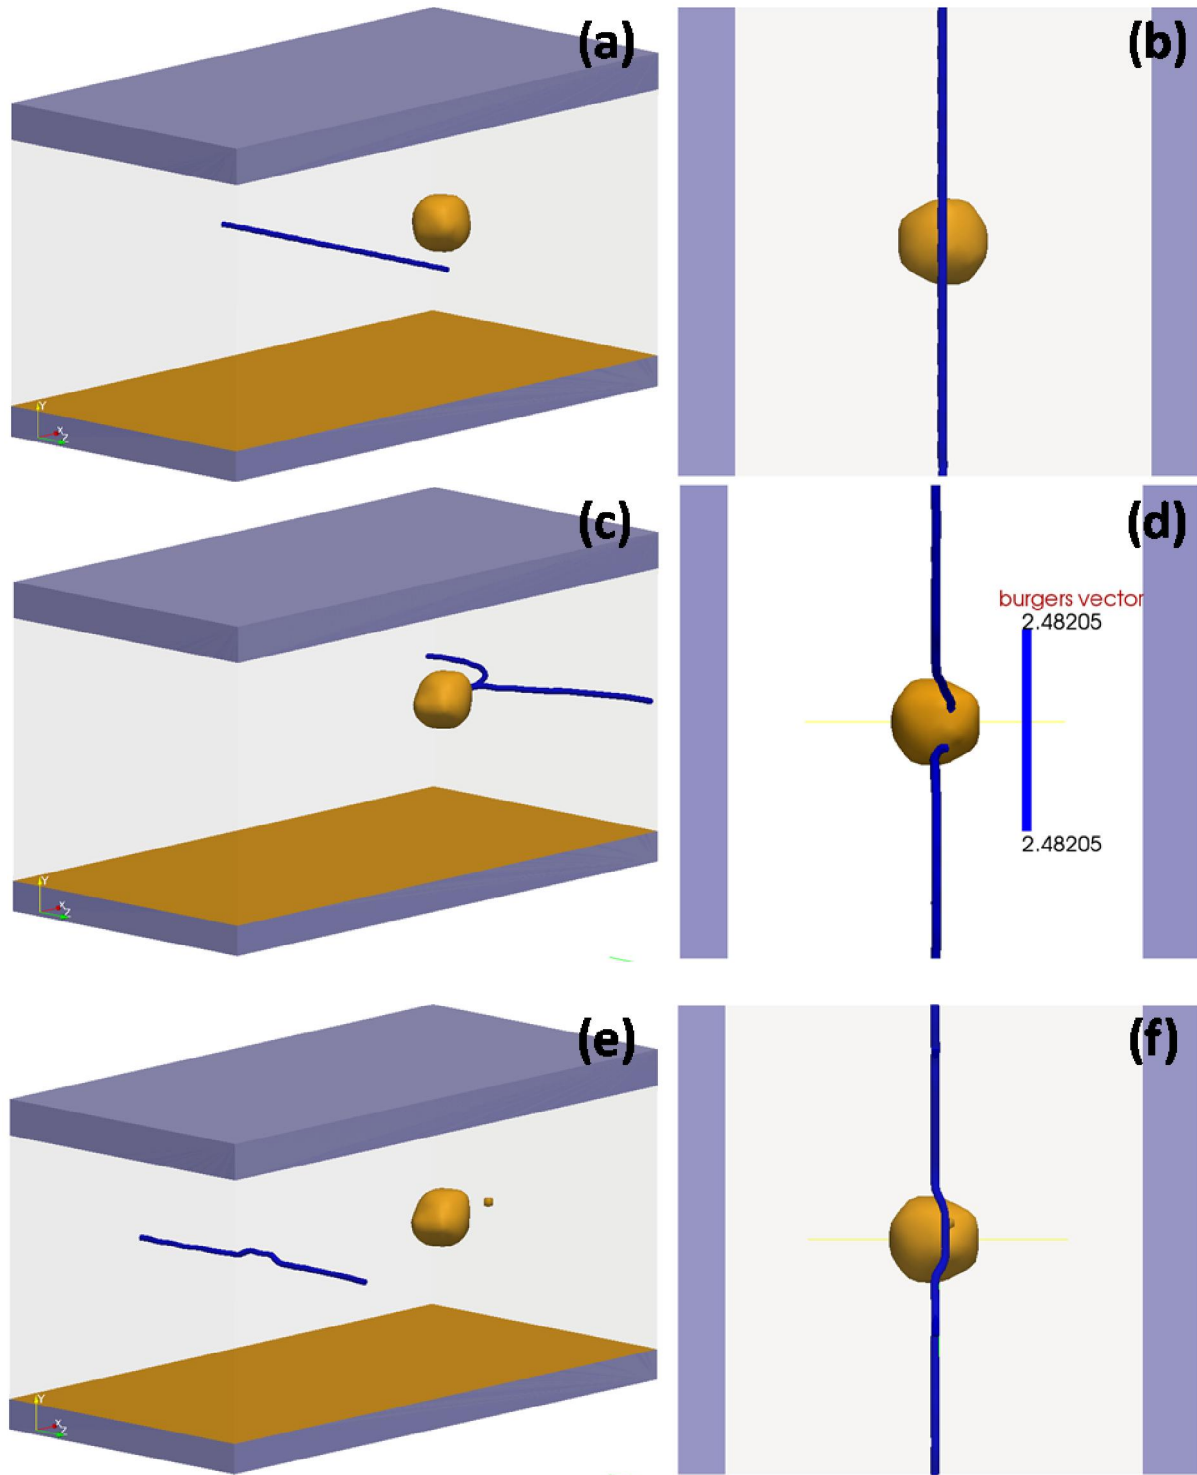 (a)
(b)
Y
X
Z
(c)
(d)
burgers vector
2.48205
2.48205
Y
X
Z
(e)
(f)
Y
X
Z